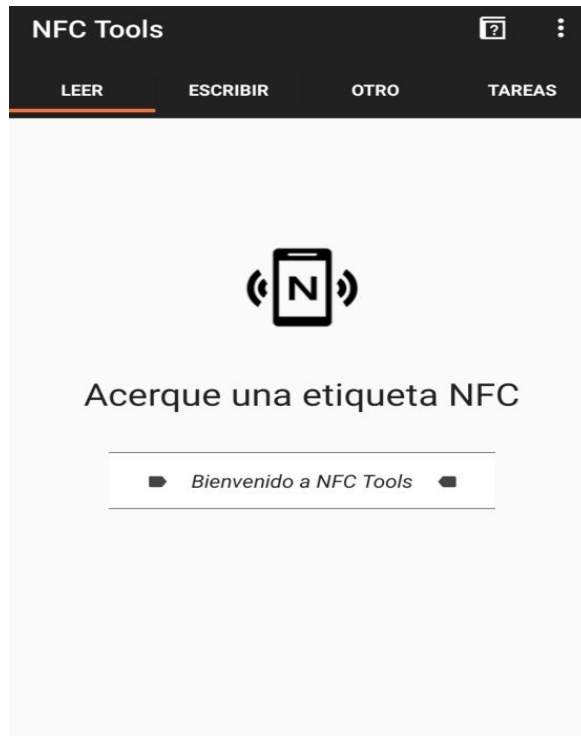 NFC Tools
LEER ESCRIBIR OTRO TAREAS
N
Acerque una etiqueta NFC
Bienvenido a NFC Tools